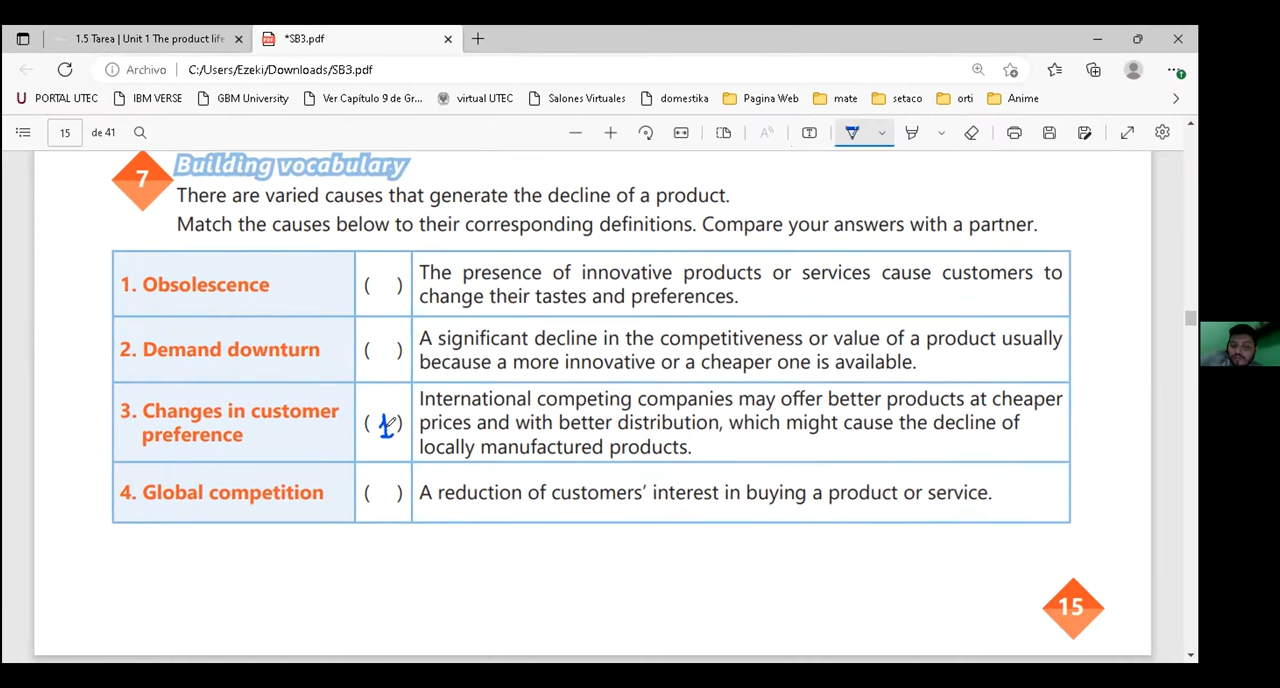 1.5 Tarea | Unit 1 The product life
*SB3.pdf
Archivo | C:/Users/Ezeki/Downloads/SB3.pdf
PORTAL UTEC
IBM VERSE
GBM University
Ver Capítulo 9 de Gr...
virtual UTEC
Salones Virtuales
domestika
Pagina Web
mate
setaco
orti
Anime
15 de 41
7 Building vocabulary
There are varied causes that generate the decline of a product.
Match the causes below to their corresponding definitions. Compare your answers with a partner.
1. Obsolescence ( ) The presence of innovative products or services cause customers to
change their tastes and preferences.
2. Demand downturn ( ) A significant decline in the competitiveness or value of a product usually
because a more innovative or a cheaper one is available.
3. Changes in customer
preference
( 1 )
International competing companies may offer better products at cheaper
prices and with better distribution, which might cause the decline of
locally manufactured products.
4. Global competition ( ) A reduction of customers' interest in buying a product or service.
15